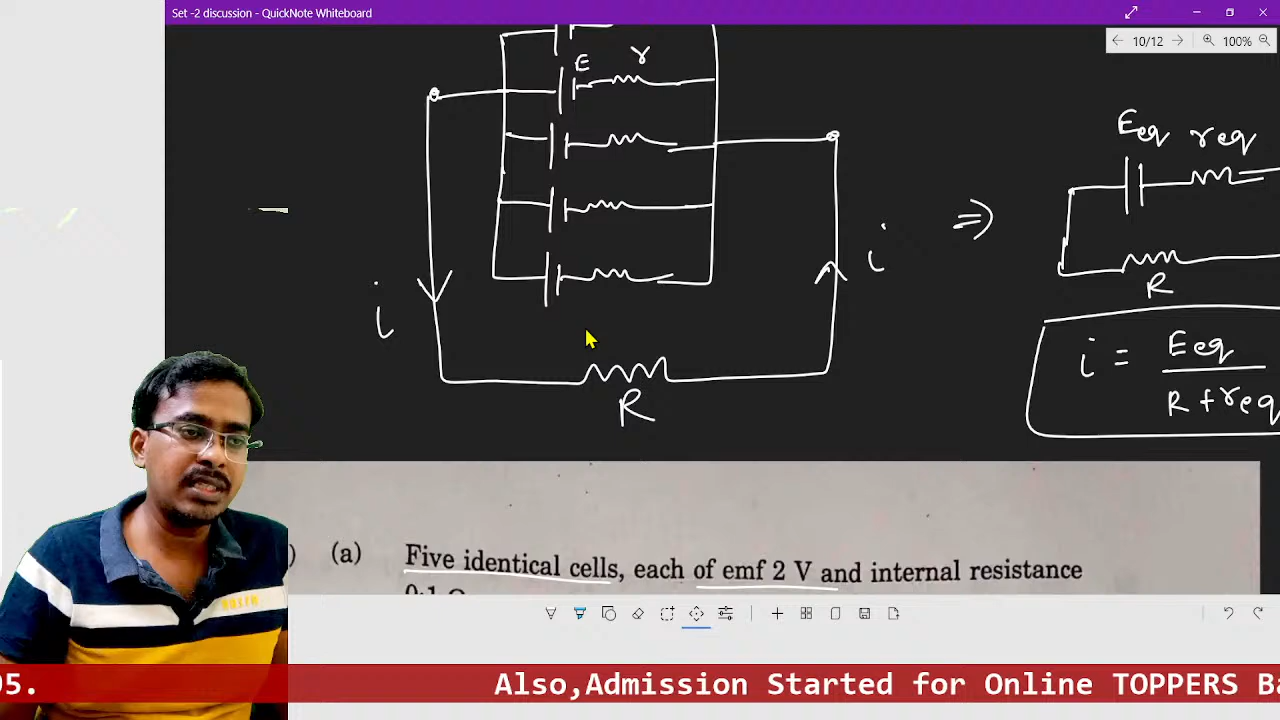 Set -2 discussion - QuickNote Whiteboard
10/12
100%
E r
Eeq req
i
i
⇒
R
R
i = Eeq / R + req
(a) Five identical cells, each of emf 2 V and internal resistance
05.
Also,Admission Started for Online TOPPERS Ba